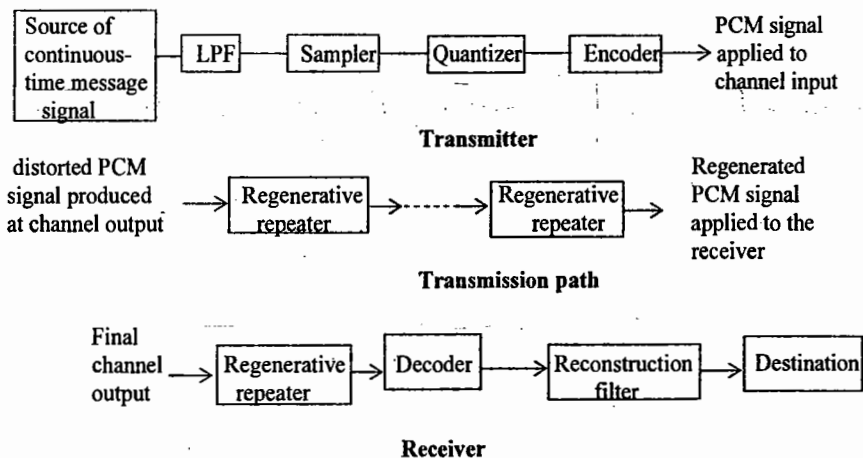 Source of
continuous-
time message
signal
LPF
Sampler
Quantizer
Encoder
PCM signal
applied to
channel input
Transmitter
distorted PCM
signal produced
at channel output
Regenerative
repeater
Regenerative
repeater
Regenerated
PCM signal
applied to the
receiver
Transmission path
Final
channel
output
Regenerative
repeater
Decoder
Reconstruction
filter
Destination
Receiver